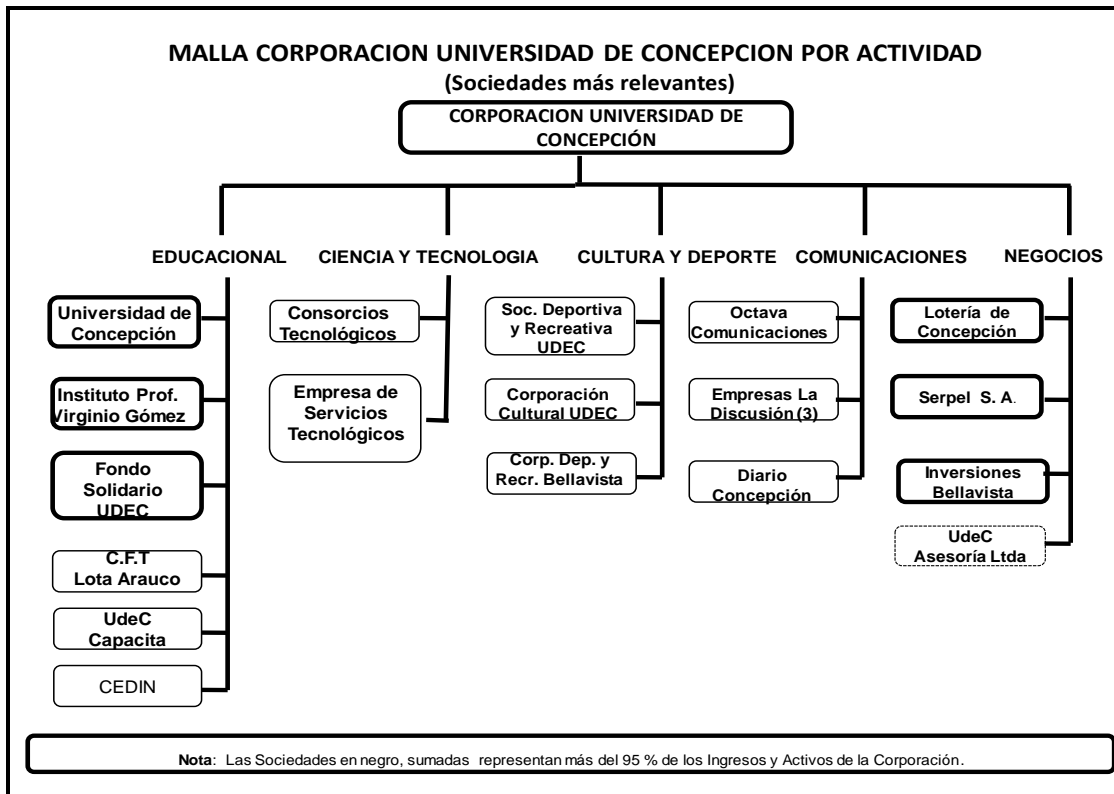 MALLA CORPORACION UNIVERSIDAD DE CONCEPCION POR ACTIVIDAD
(Sociedades más relevantes)
CORPORACION UNIVERSIDAD DE
CONCEPCIÓN
EDUCACIONAL
CIENCIA Y TECNOLOGIA
CULTURA Y DEPORTE
COMUNICACIONES
NEGOCIOS
Universidad de
Concepción
Instituto Prof.
Virginio Gómez
Fondo
Solidario
UDEC
C.F.T
Lota Arauco
UdeC
Capacita
CEDIN
Consorcios
Tecnológicos
Empresa de
Servicios
Tecnológicos
Soc. Deportiva
y Recreativa
UDEC
Corporación
Cultural UDEC
Corp. Dep. y
Recr. Bellavista
Octava
Comunicaciones
Empresas La
Discusión (3)
Diario
Concepción
Lotería de
Concepción
Serpel S. A.
Inversiones
Bellavista
UdeC
Asesoría Ltda
Nota: Las Sociedades en negro, sumadas representan más del 95 % de los Ingresos y Activos de la Corporación.